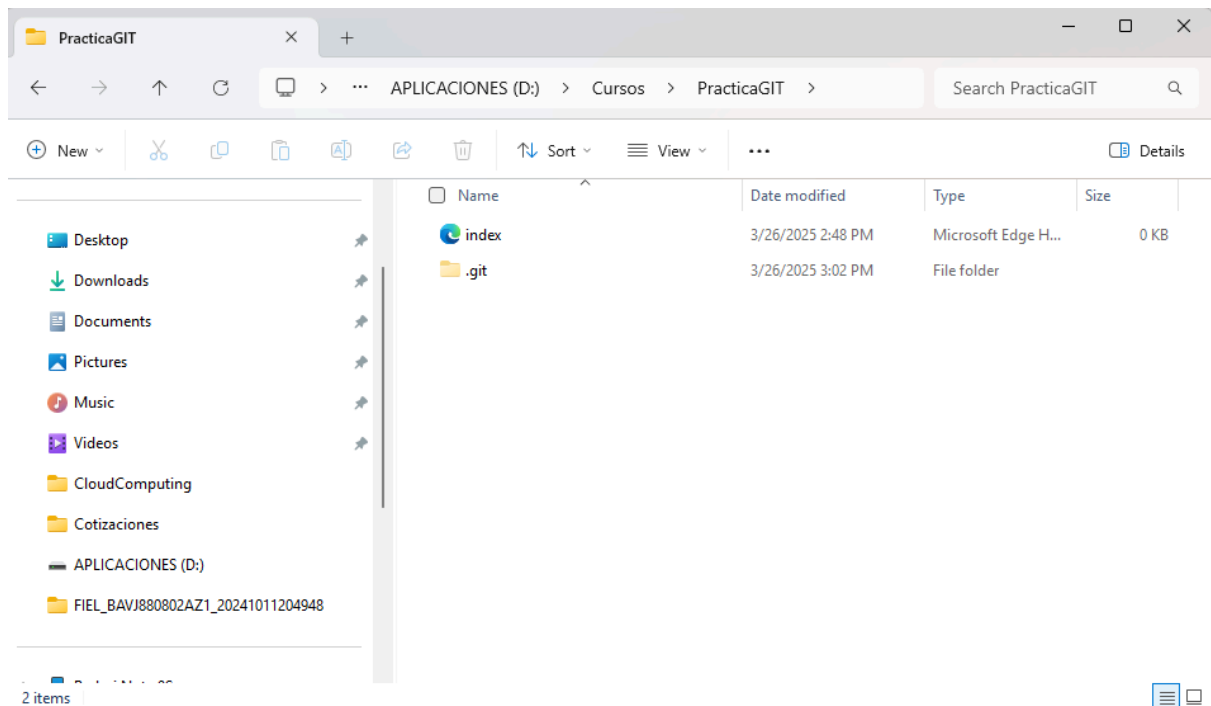 PracticaGIT
APLICACIONES (D:) > Cursos > PracticaGIT >
Search PracticaGIT
New
Sort
View
Details
Name Date modified Type Size
index 3/26/2025 2:48 PM Microsoft Edge H... 0 KB
.git 3/26/2025 3:02 PM File folder
Desktop
Downloads
Documents
Pictures
Music
Videos
CloudComputing
Cotizaciones
APLICACIONES (D:)
FIEL_BAVJ880802AZ1_20241011204948
2 items